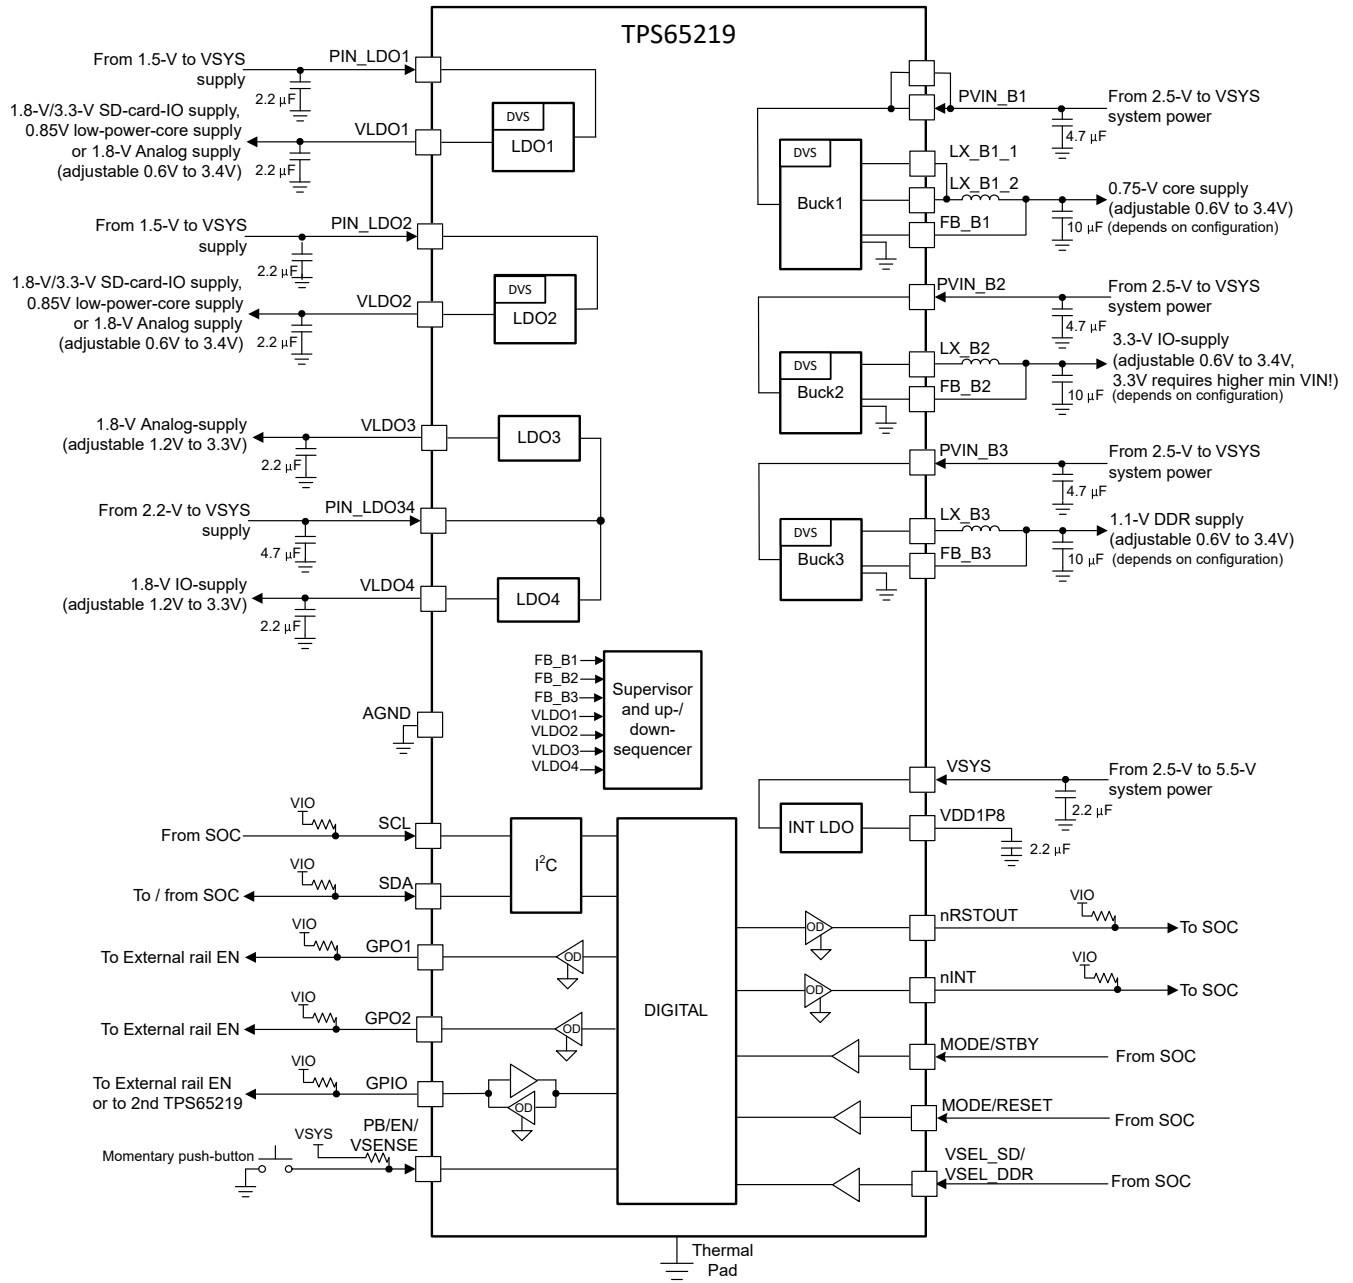 TPS65219
From 1.5-V to VSYS
supply
PIN_LDO1
2.2 μF
1.8-V/3.3-V SD-card-IO supply,
0.85V low-power-core supply
or 1.8-V Analog supply
(adjustable 0.6V to 3.4V)
VLDO1
2.2 μF
DVS
LDO1
From 1.5-V to VSYS
supply
PIN_LDO2
2.2 μF
1.8-V/3.3-V SD-card-IO supply,
0.85V low-power-core supply
or 1.8-V Analog supply
(adjustable 0.6V to 3.4V)
VLDO2
2.2 μF
DVS
LDO2
1.8-V Analog-supply
(adjustable 1.2V to 3.3V)
VLDO3
2.2 μF
LDO3
From 2.2-V to VSYS
supply
PIN_LDO34
4.7 μF
1.8-V IO-supply
(adjustable 1.2V to 3.3V)
VLDO4
2.2 μF
LDO4
PVIN_B1
From 2.5-V to VSYS
system power
4.7 μF
DVS
Buck1
LX_B1_1
LX_B1_2
FB_B1
0.75-V core supply
(adjustable 0.6V to 3.4V)
10 μF (depends on configuration)
PVIN_B2
From 2.5-V to VSYS
system power
4.7 μF
DVS
Buck2
LX_B2
FB_B2
3.3-V IO-supply
(adjustable 0.6V to 3.4V,
3.3V requires higher min VIN!)
10 μF (depends on configuration)
PVIN_B3
From 2.5-V to VSYS
system power
4.7 μF
DVS
Buck3
LX_B3
FB_B3
1.1-V DDR supply
(adjustable 0.6V to 3.4V)
10 μF (depends on configuration)
FB_B1
FB_B2
FB_B3
VLDO1
VLDO2
VLDO3
VLDO4
Supervisor
and up-/
down-
sequencer
AGND
VSYS
From 2.5-V to 5.5-V
system power
2.2 μF
INT LDO
VDD1P8
2.2 μF
From SOC
VIO
SCL
To / from SOC
VIO
SDA
I2C
To External rail EN
VIO
GPO1
OD
To External rail EN
VIO
GPO2
OD
To External rail EN
or to 2nd TPS65219
VIO
GPIO
OD
Momentary push-button
VSYS
PB/EN/
VSENSE
DIGITAL
OD
nRSTOUT
VIO
To SOC
OD
nINT
VIO
To SOC
MODE/STBY
From SOC
MODE/RESET
From SOC
VSEL_SD/
VSEL_DDR
From SOC
Thermal
Pad